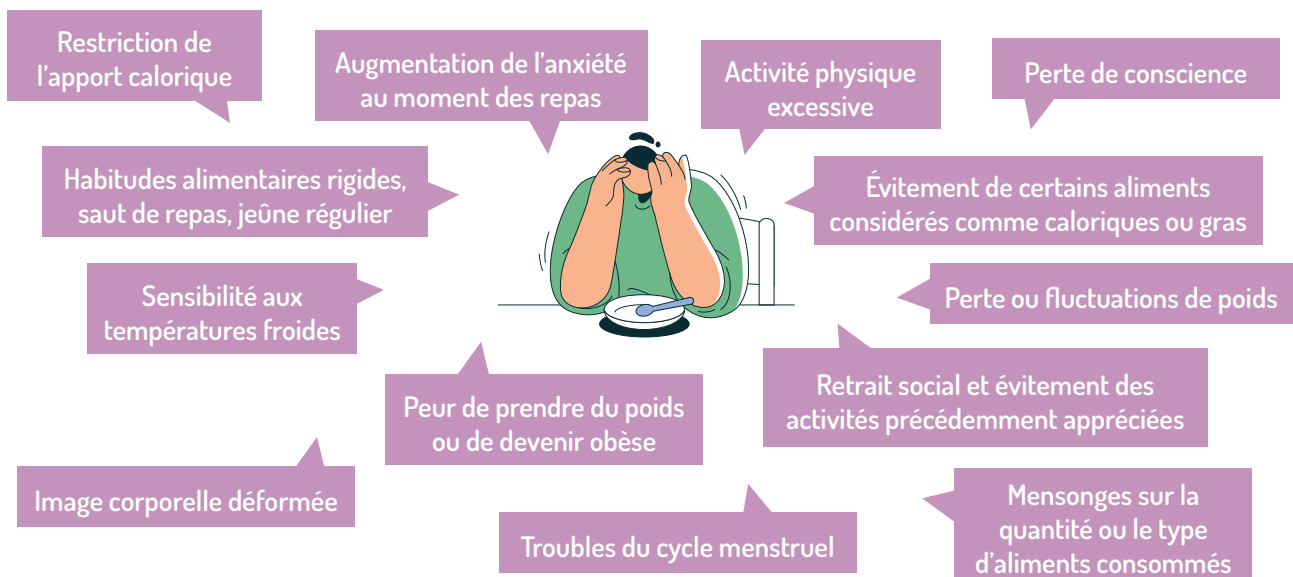 Restriction de
l'apport calorique
Augmentation de l'anxiété
au moment des repas
Activité physique
excessive
Perte de conscience
Habitudes alimentaires rigides,
saut de repas, jeûne régulier
Évitement de certains aliments
considérés comme caloriques ou gras
Sensibilité aux
températures froides
Perte ou fluctuations de poids
Peur de prendre du poids
ou de devenir obèse
Retrait social et évitement des
activités précédemment appréciées
Image corporelle déformée
Troubles du cycle menstruel
Mensonges sur la
quantité ou le type
d'aliments consommés